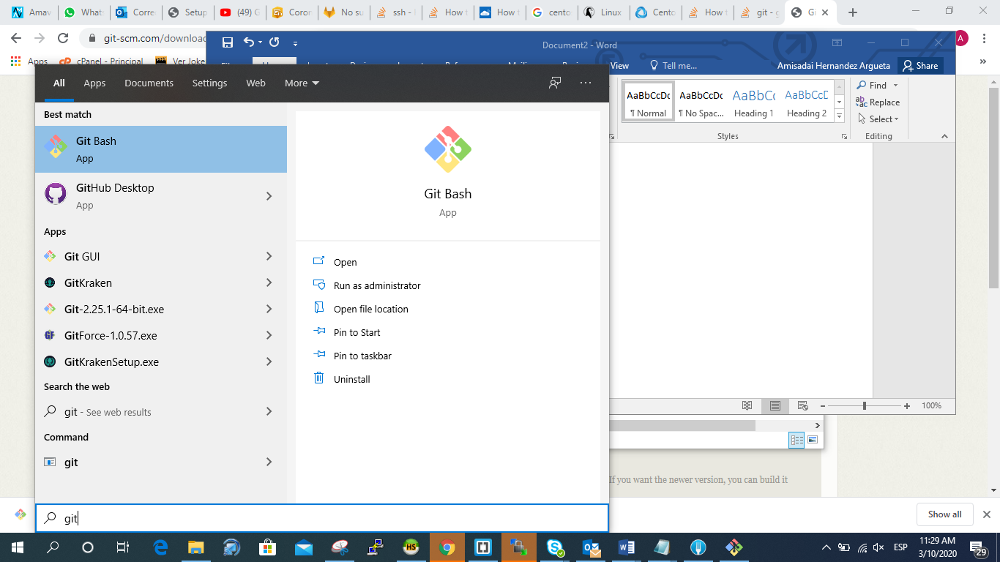 Amav
Whats
Corre
Setup
(49) G
Coron
No su
ssh -
How t
How t
cento
Linux
Cento
How t
git - g
Gi
git-scm.com/download
Apps
cPanel - Principal
Ver Joke
A
Document2 - Word
View
Tell me...
Amisadai Hernandez Argueta
Share
AaBbCcDc
AaBbCcDc
AaBbCc
AaBbCcD
¶ Normal
¶ No Spac...
Heading 1
Heading 2
Styles
Find
Replace
Select
Editing
All
Apps
Documents
Settings
Web
More
Best match
Git Bash
App
GitHub Desktop
App
Apps
Git GUI
GitKraken
Git-2.25.1-64-bit.exe
GitForce-1.0.57.exe
GitKrakenSetup.exe
Search the web
git - See web results
Command
git
Git Bash
App
Open
Run as administrator
Open file location
Pin to Start
Pin to taskbar
Uninstall
100%
If you want the newer version, you can build it
Show all
git
HS
ESP
11:29 AM
3/10/2020
29